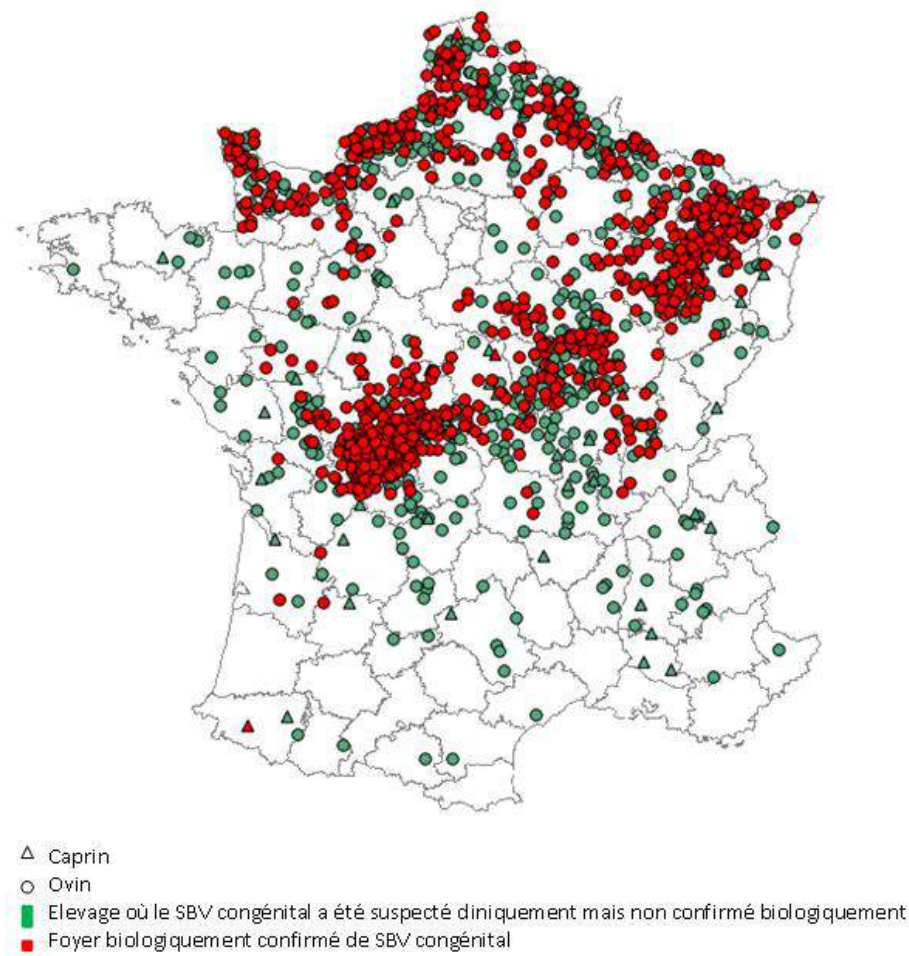 Caprin
Ovin
Elevage où le SBV congénital a été suspecté cliniquement mais non confirmé biologiquement
Foyer biologiquement confirmé de SBV congénital